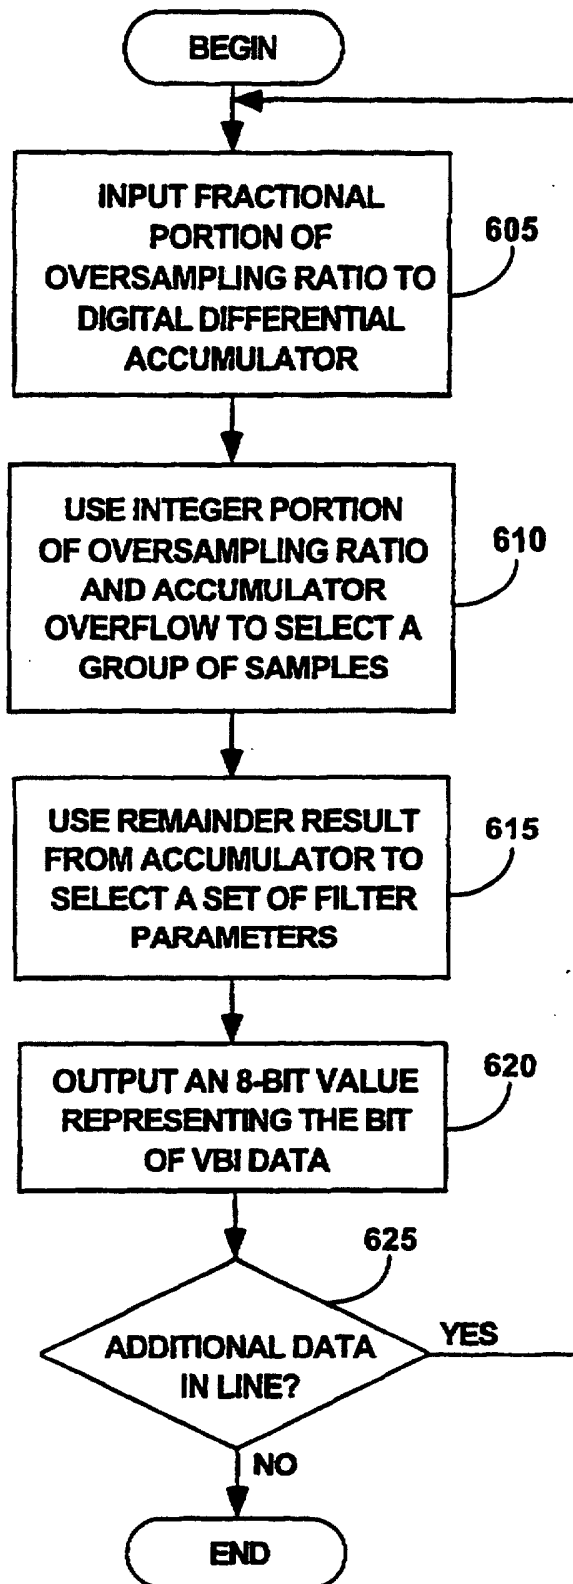 BEGIN
INPUT FRACTIONAL
PORTION OF
OVERSAMPLING RATIO TO
DIGITAL DIFFERENTIAL
ACCUMULATOR
605
USE INTEGER PORTION
OF OVERSAMPLING RATIO
AND ACCUMULATOR
OVERFLOW TO SELECT A
GROUP OF SAMPLES
610
USE REMAINDER RESULT
FROM ACCUMULATOR TO
SELECT A SET OF FILTER
PARAMETERS
615
OUTPUT AN 8-BIT VALUE
REPRESENTING THE BIT
OF VBI DATA
620
625
ADDITIONAL DATA
IN LINE?
YES
NO
END